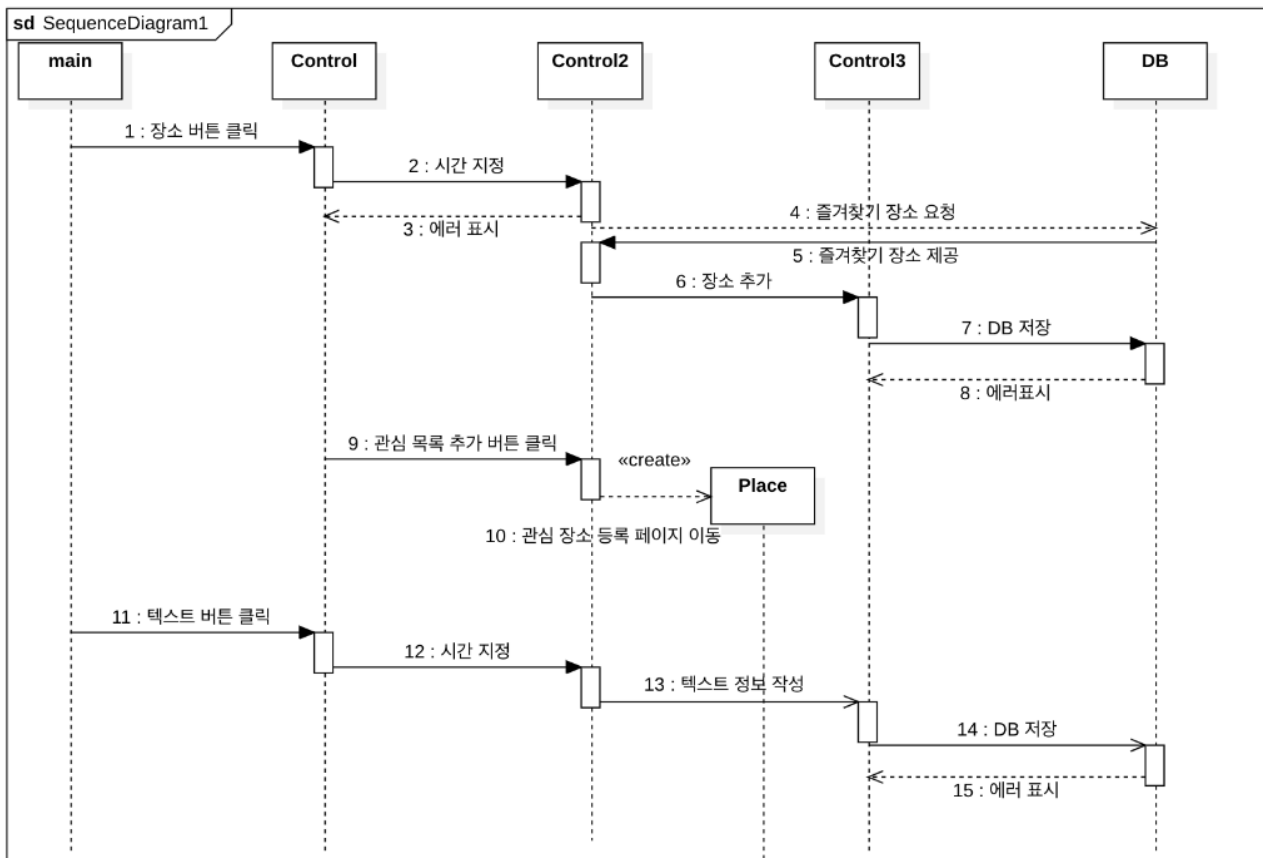 sd SequenceDiagram1
main
Control
Control2
Control3
DB
1 : 장소 버튼 클릭
2 : 시간 지정
3 : 에러 표시
4 : 즐겨찾기 장소 요청
5 : 즐겨찾기 장소 제공
6 : 장소 추가
7 : DB 저장
8 : 에러표시
9 : 관심 목록 추가 버튼 클릭
«create»
Place
10 : 관심 장소 등록 페이지 이동
11 : 텍스트 버튼 클릭
12 : 시간 지정
13 : 텍스트 정보 작성
14 : DB 저장
15 : 에러 표시